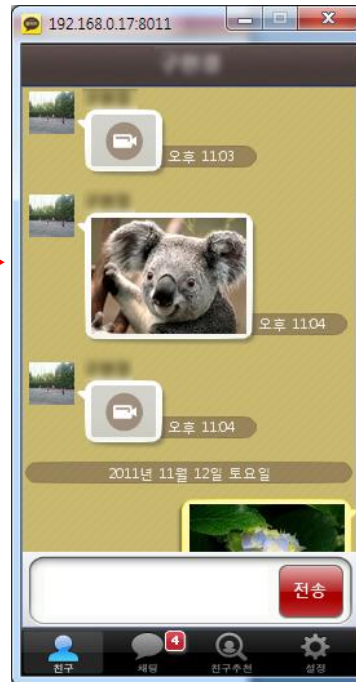 192.168.0.17:8011
오후 11:03
오후 11:04
오후 11:04
2011년 11월 12일 토요일
전송
4
친구
채팅
친구추천
설정